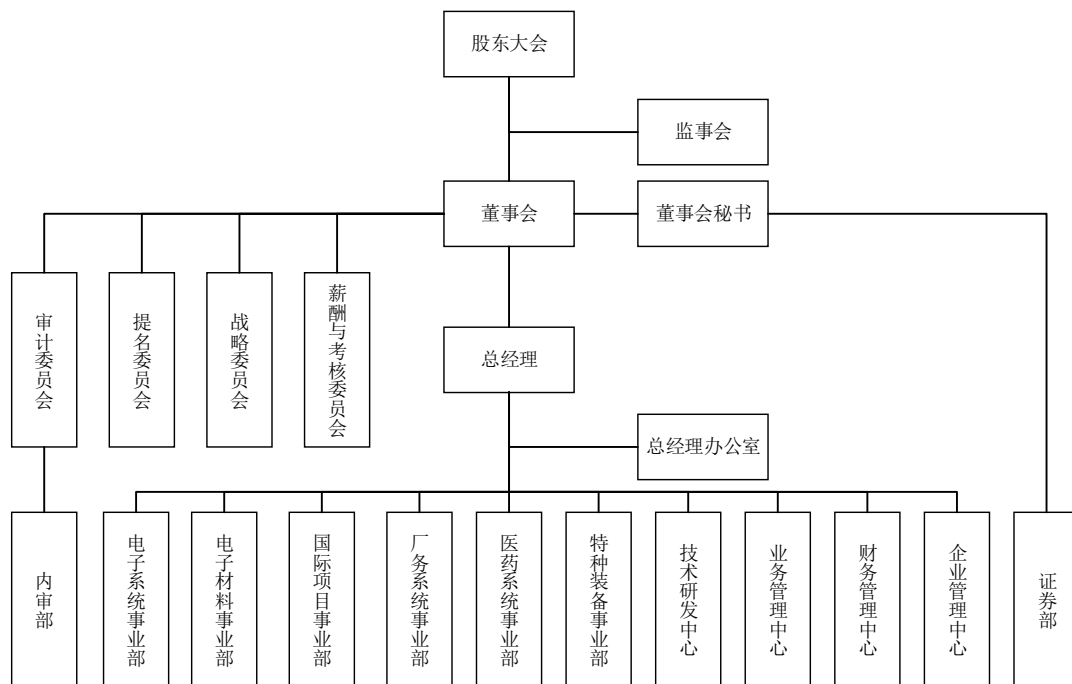 股东大会
监事会
董事会
董事会秘书
审计委员会
提名委员会
战略委员会
薪酬与考核委员会
总经理
总经理办公室
内审部
电子系统事业部
电子材料事业部
国际项目事业部
厂务系统事业部
医药系统事业部
特种装备事业部
技术研发中心
业务管理中心
财务管理中心
企业管理中心
证券部